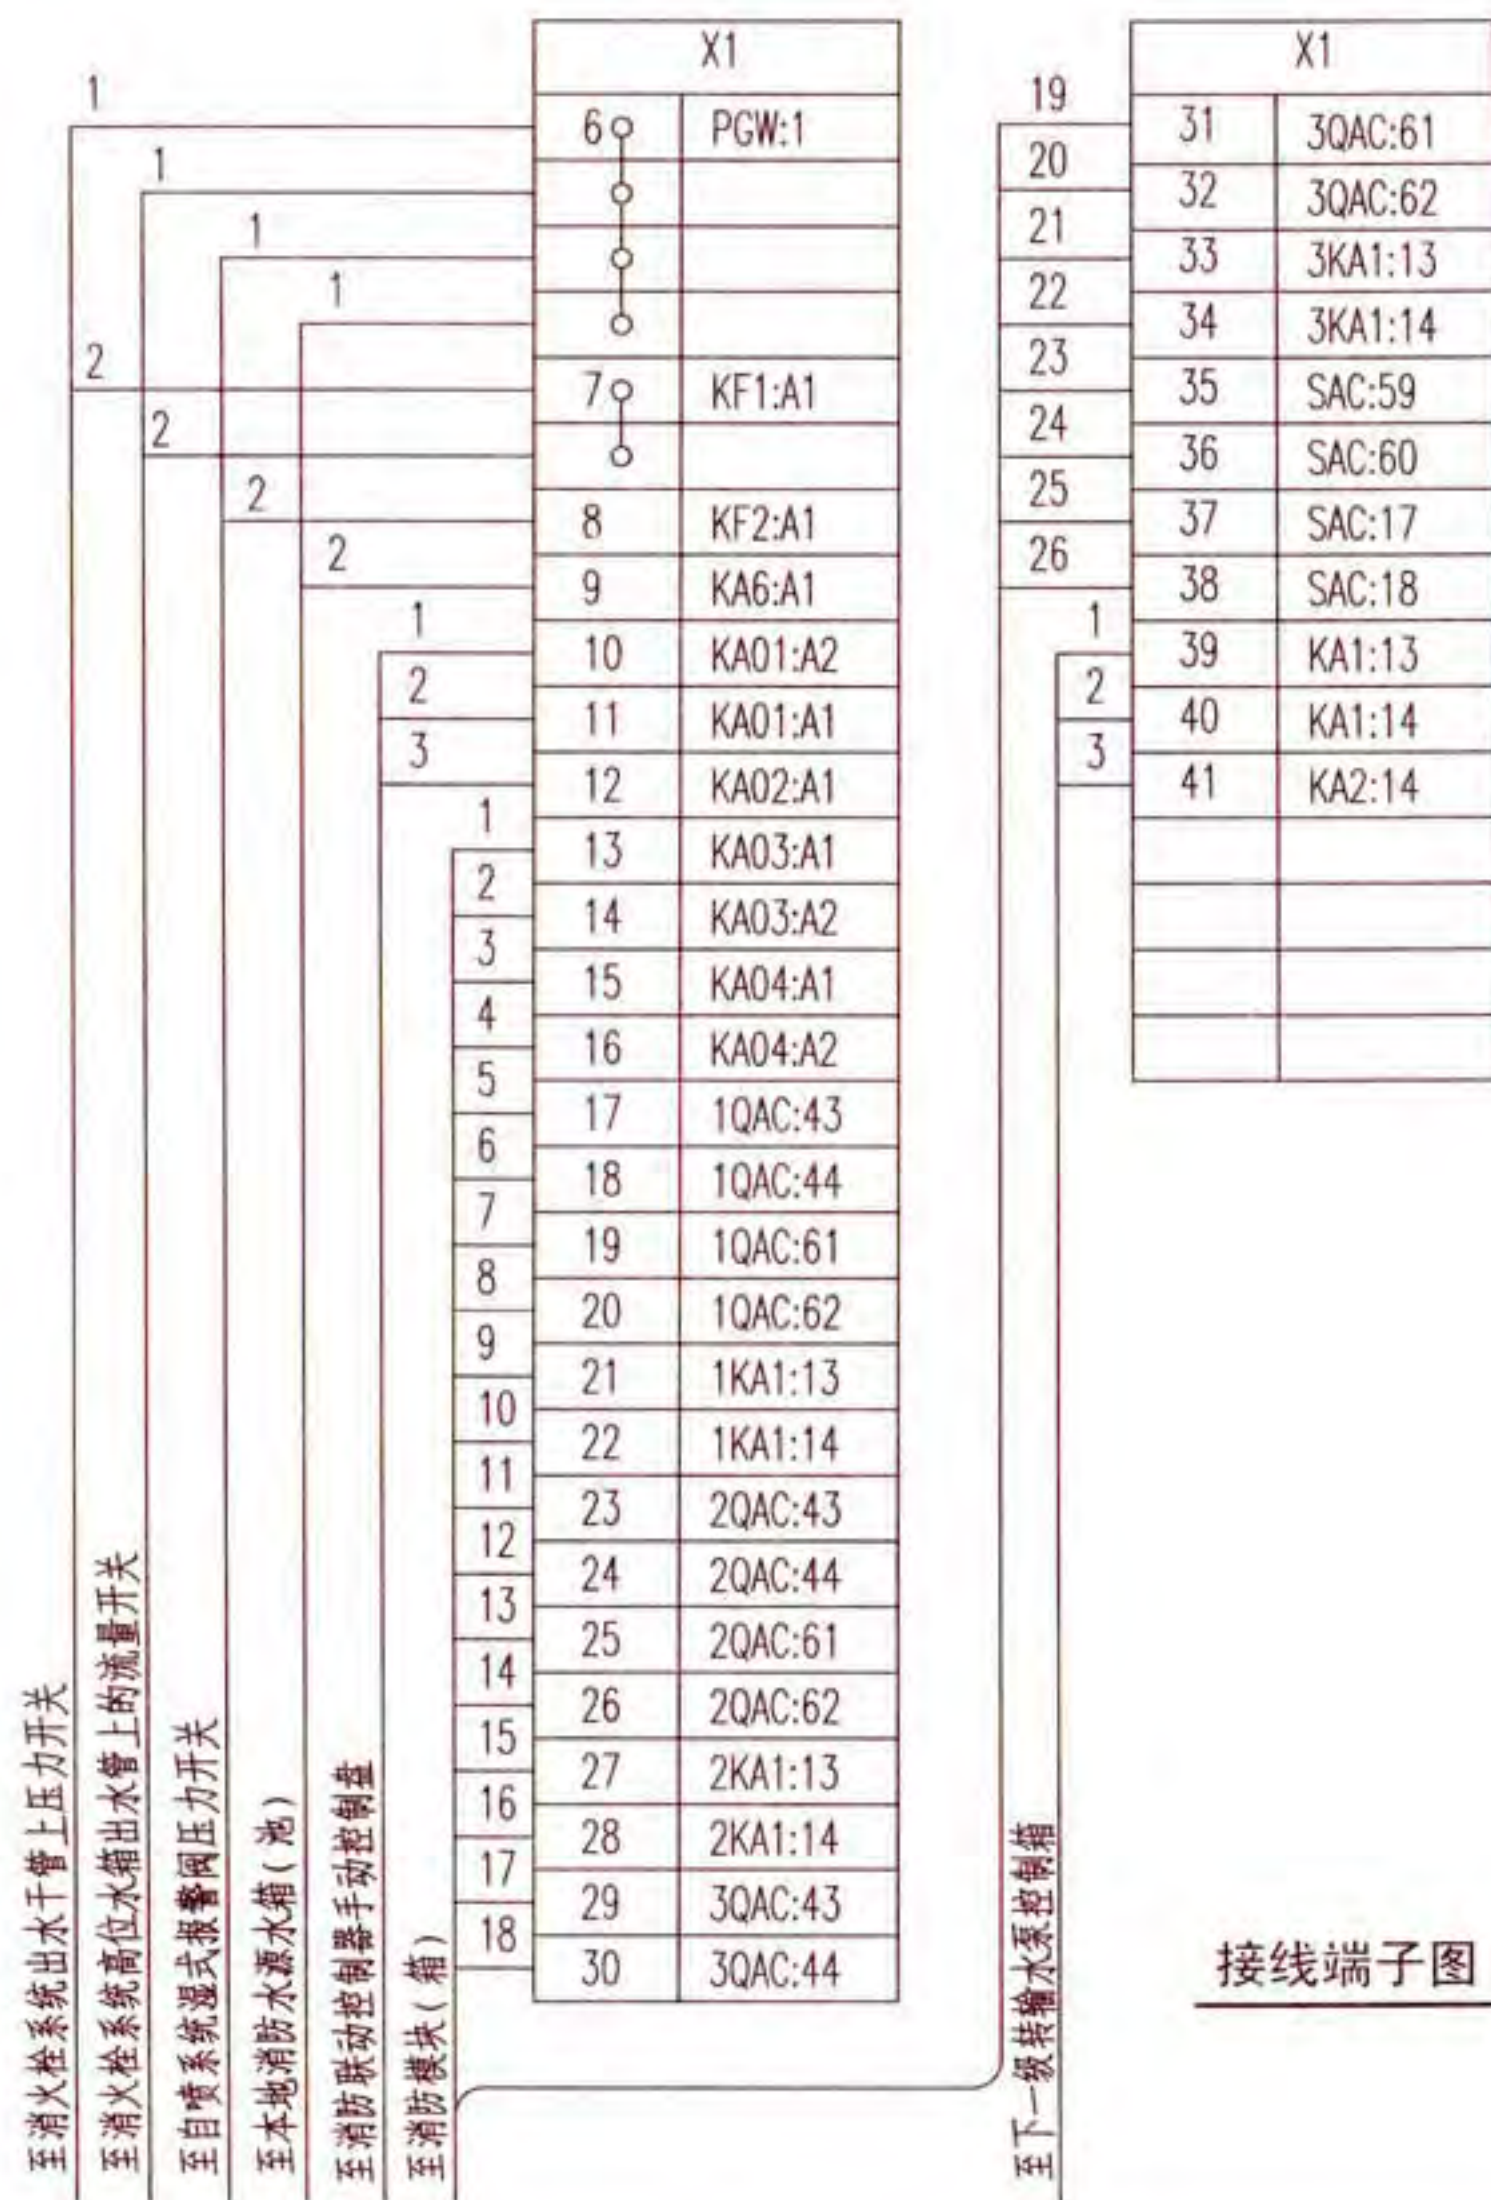 X1
1
6 PGW:1
1
1
1
2
7 KF1:A1
2
2
8 KF2:A1
2
9 KA6:A1
1
10 KA01:A2
2
11 KA01:A1
3
12 KA02:A1
1
13 KA03:A1
2
14 KA03:A2
3
15 KA04:A1
4
16 KA04:A2
5
17 1QAC:43
6
18 1QAC:44
7
19 1QAC:61
8
20 1QAC:62
9
21 1KA1:13
10
22 1KA1:14
11
23 2QAC:43
12
24 2QAC:44
13
25 2QAC:61
14
26 2QAC:62
15
27 2KA1:13
16
28 2KA1:14
17
29 3QAC:43
18
30 3QAC:44
至消火栓系统出水干管上压力开关
至消火栓系统高位水箱出水管上的流量开关
至自喷系统湿式报警阀压力开关
至本地消防水源水箱(池)
至消防联动控制器手动控制盘
至消防模块(箱)
X1
19
31 3QAC:61
20
32 3QAC:62
21
33 3KA1:13
22
34 3KA1:14
23
35 SAC:59
24
36 SAC:60
25
37 SAC:17
26
38 SAC:18
1
39 KA1:13
2
40 KA1:14
3
41 KA2:14
至下一级转输水泵控制箱
接线端子图